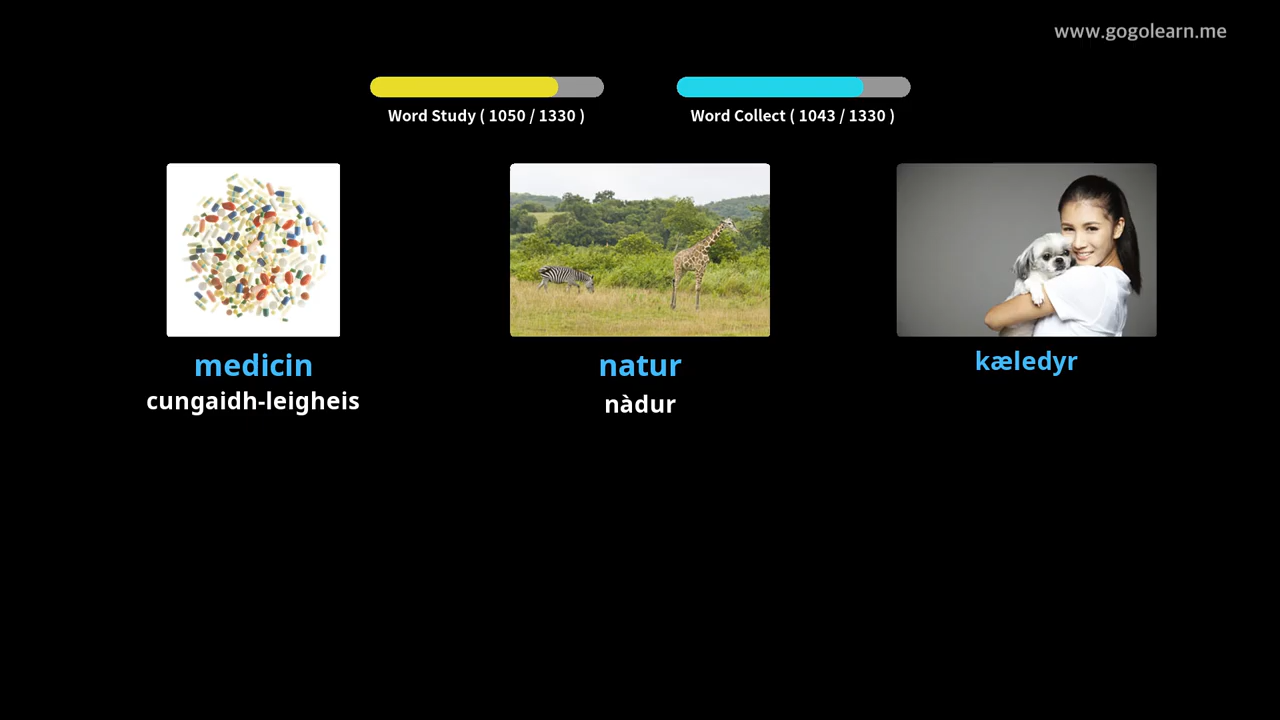 www.gogolearn.me
Word Study ( 1050 / 1330 )
Word Collect ( 1043 / 1330 )
medicin
cungaidh-leigheis
natur
nàdur
kæledyr